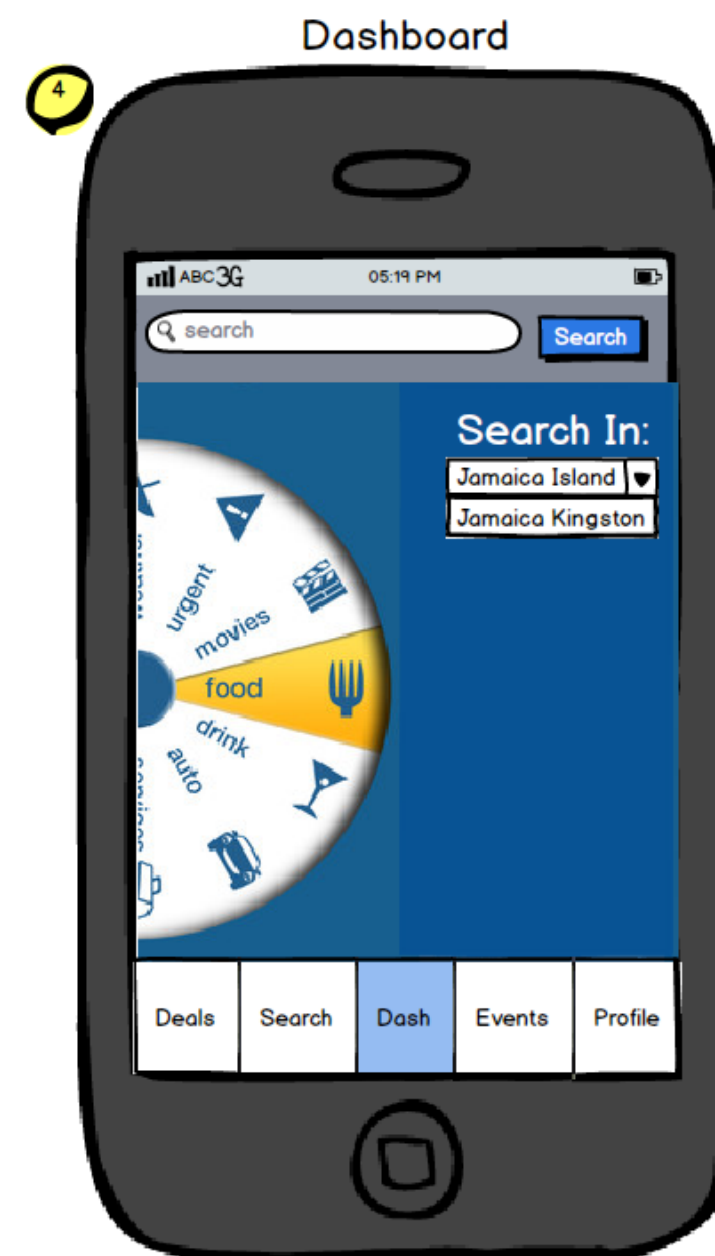 Dashboard
4
ABC 3G 05:19 PM
search Search
Search In:
Jamaica Island
Jamaica Kingston
urgent
movies
food
drink
auto
Deals Search Dash Events Profile